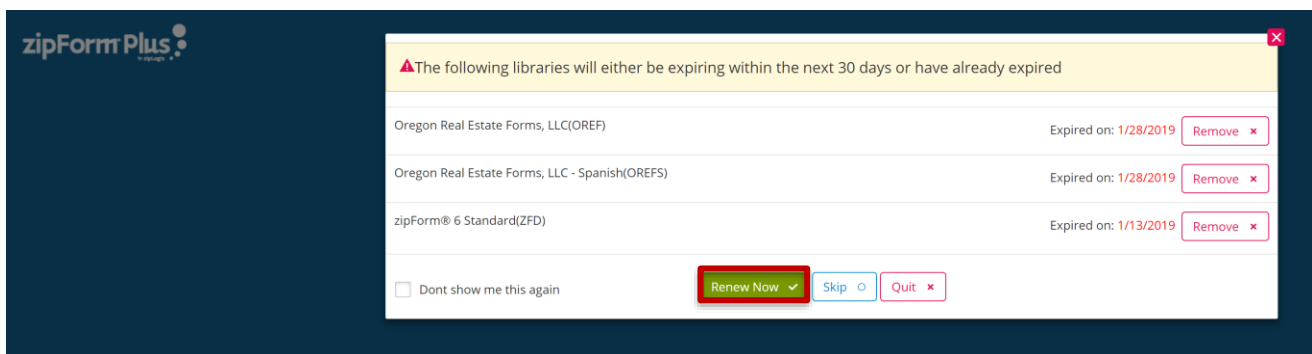 zipForm Plus
by zipLogix
The following libraries will either be expiring within the next 30 days or have already expired
Oregon Real Estate Forms, LLC(OREF) Expired on: 1/28/2019 Remove ×
Oregon Real Estate Forms, LLC - Spanish(OREFS) Expired on: 1/28/2019 Remove ×
zipForm® 6 Standard(ZFD) Expired on: 1/13/2019 Remove ×
Dont show me this again Renew Now Skip Quit ×